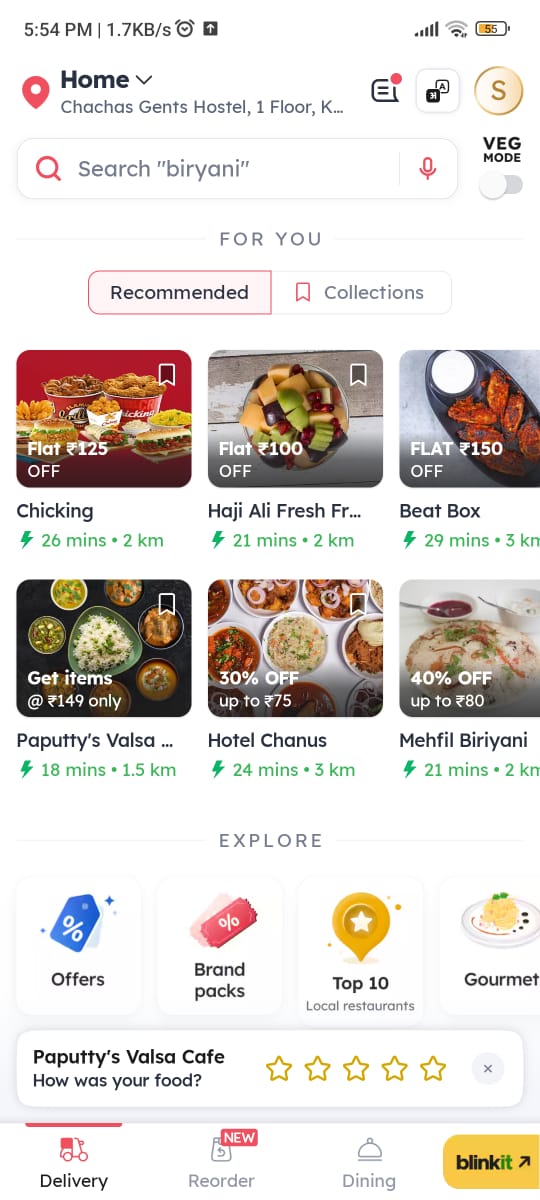 5:54 PM | 1.7KB/s
55
Home
Chachas Gents Hostel, 1 Floor, K...
A
S
Search "biryani"
VEG
MODE
FOR YOU
Recommended
Collections
Flat ₹125
OFF
Flat ₹100
OFF
FLAT ₹150
OFF
Chicking
Haji Ali Fresh Fr...
Beat Box
26 mins • 2 km
21 mins • 2 km
29 mins • 3 km
Get items
@ ₹149 only
30% OFF
up to ₹75
40% OFF
up to ₹80
Paputty's Valsa ...
Hotel Chanus
Mehfil Biriyani
18 mins • 1.5 km
24 mins • 3 km
21 mins • 2 km
EXPLORE
%
%
Offers
Brand
packs
Top 10
Local restaurants
Gourmet
Paputty's Valsa Cafe
How was your food?
Delivery
NEW
Reorder
Dining
blinkit